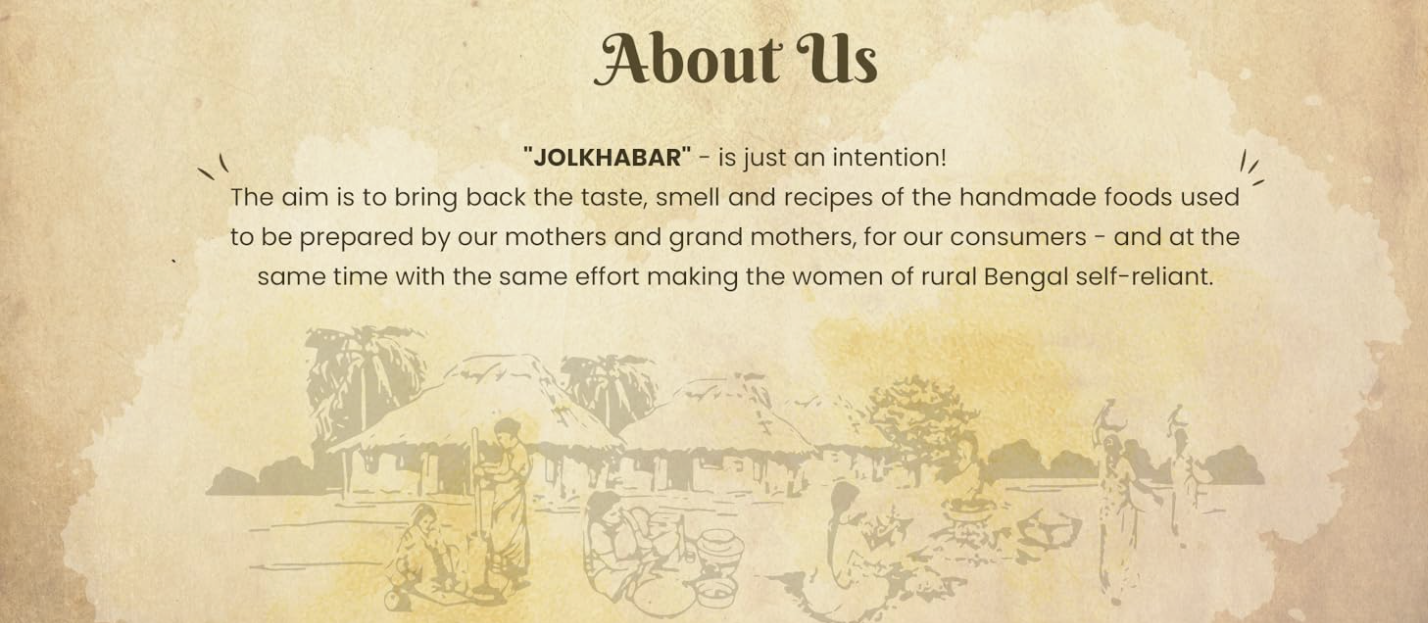 About Us
"JOLKHABAR" - is just an intention!
The aim is to bring back the taste, smell and recipes of the handmade foods used
to be prepared by our mothers and grand mothers, for our consumers - and at the
same time with the same effort making the women of rural Bengal self-reliant.